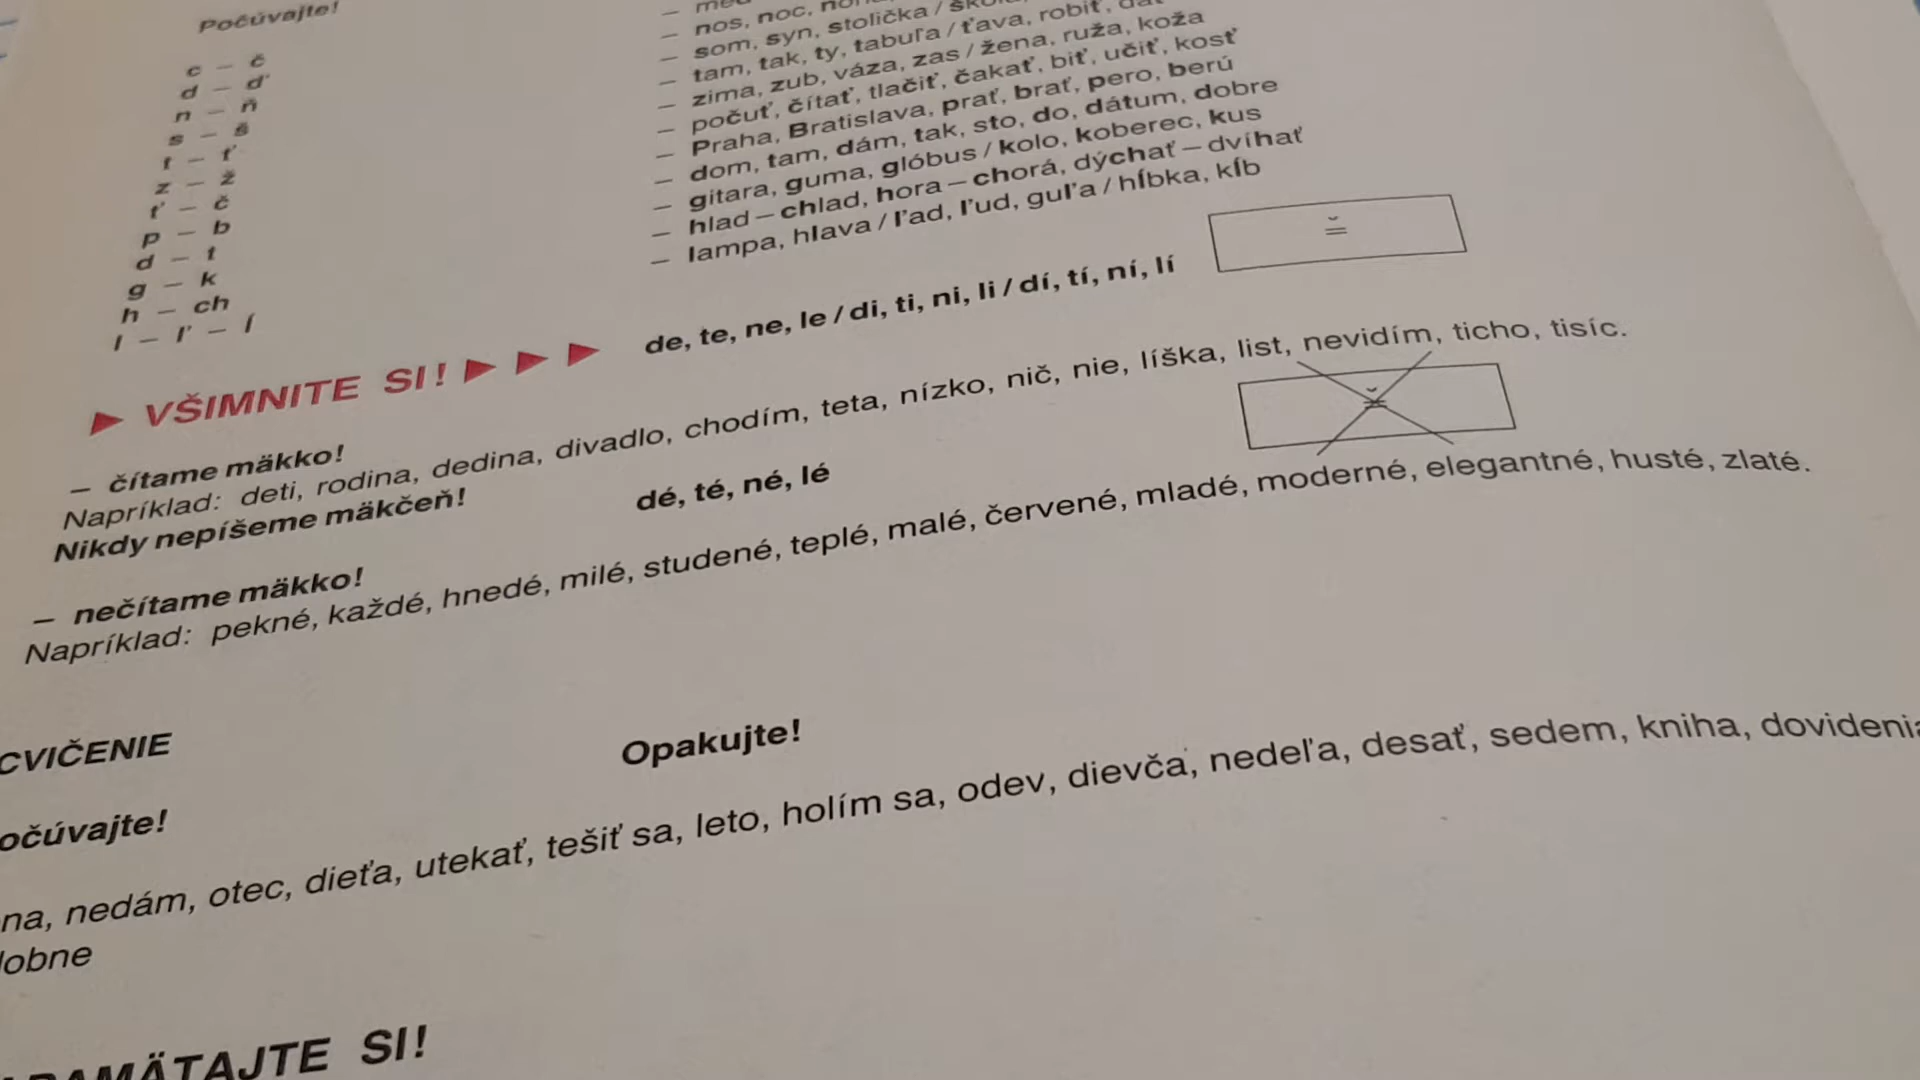 Počúvajte!
c – č
d – ď
n – ň
s – š
t – ť
z – ž
ť – č
p – b
d – t
g – k
h – ch
l – ľ – ĺ
– nos, noc,
– som, syn, stolička /
– tam, tak, ty, tabuľa / ťava, robiť,
– zima, zub, váza, zas / žena, ruža, koža
– počuť, čítať, tlačiť, čakať, biť, učiť, kosť
– Praha, Bratislava, prať, brať, pero, berú
– dom, tam, dám, tak, sto, do, dátum, dobre
– gitara, guma, glóbus / kolo, koberec, kus
– hlad – chlad, hora – chorá, dýchať – dvíhať
– lampa, hlava / ľad, ľud, guľa / hĺbka, kĺb
VŠIMNITE SI!
de, te, ne, le / di, ti, ni, li / dí, tí, ní, lí
– čítame mäkko!
Napríklad: deti, rodina, dedina, divadlo, chodím, teta, nízko, nič, nie, líška, list, nevidím, ticho, tisíc.
Nikdy nepíšeme mäkčeň!
dé, té, né, lé
– nečítame mäkko!
Napríklad: pekné, každé, hnedé, milé, studené, teplé, malé, červené, mladé, moderné, elegantné, husté, zlaté.
CVIČENIE
očúvajte!
Opakujte!
na, nedám, otec, dieťa, utekať, tešiť sa, leto, holím sa, odev, dievča, nedeľa, desať, sedem, kniha, dovidenia
obne
AMÄTAJTE SI!